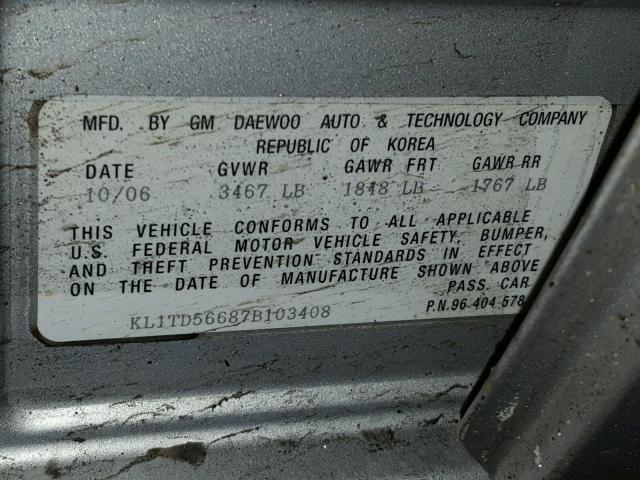 MFD. BY GM DAEWOO AUTO & TECHNOLOGY COMPANY
REPUBLIC OF KOREA
DATE GVWR GAWR FRT GAWR RR
10/06 3467 LB 1848 LB 1767 LB
THIS VEHICLE CONFORMS TO ALL APPLICABLE
U.S. FEDERAL MOTOR VEHICLE SAFETY, BUMPER,
AND THEFT PREVENTION STANDARDS IN EFFECT
ON THE DATE OF MANUFACTURE SHOWN ABOVE
PASS. CAR
KL1TD56687B103408 P.N.96 404 578